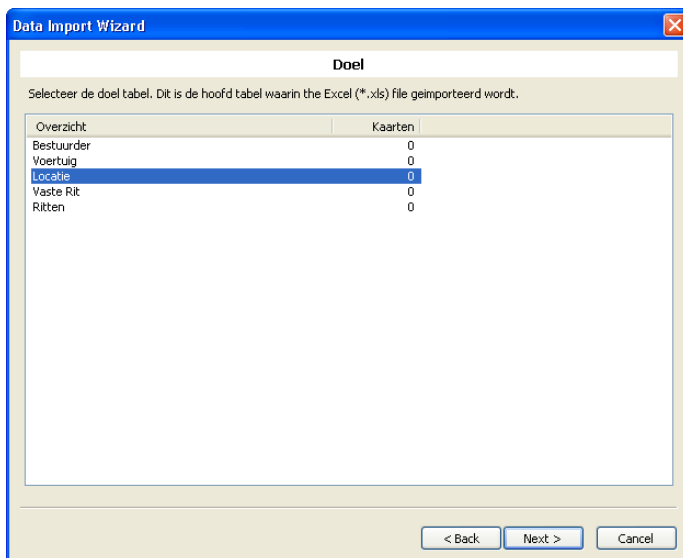 Data Import Wizard
Doel
Selecteer de doel tabel. Dit is de hoofd tabel waarin the Excel (*.xls) file geimporteerd wordt.
Overzicht Kaarten
Bestuurder 0
Voertuig 0
Locatie 0
Vaste Rit 0
Ritten 0
< Back Next > Cancel